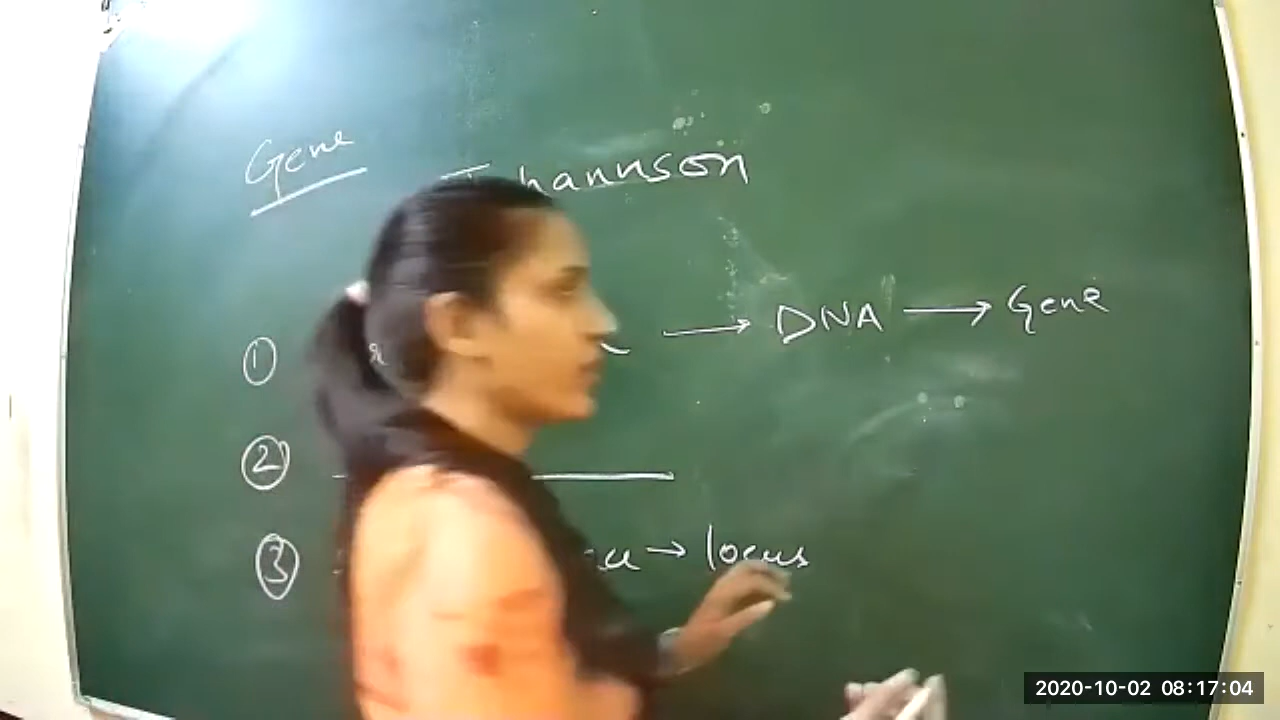 Gene
hannson
① → DNA → Gene
②
③ → locus
2020-10-02 08:17:04